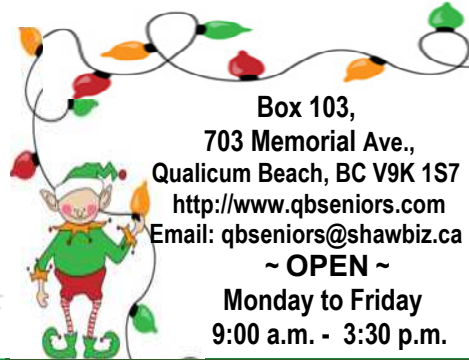 Box 103,
703 Memorial Ave.,
Qualicum Beach, BC V9K 1S7
http://www.qbseniors.com
Email: qbseniors@shawbiz.ca
~ OPEN ~
Monday to Friday
9:00 a.m. - 3:30 p.m.